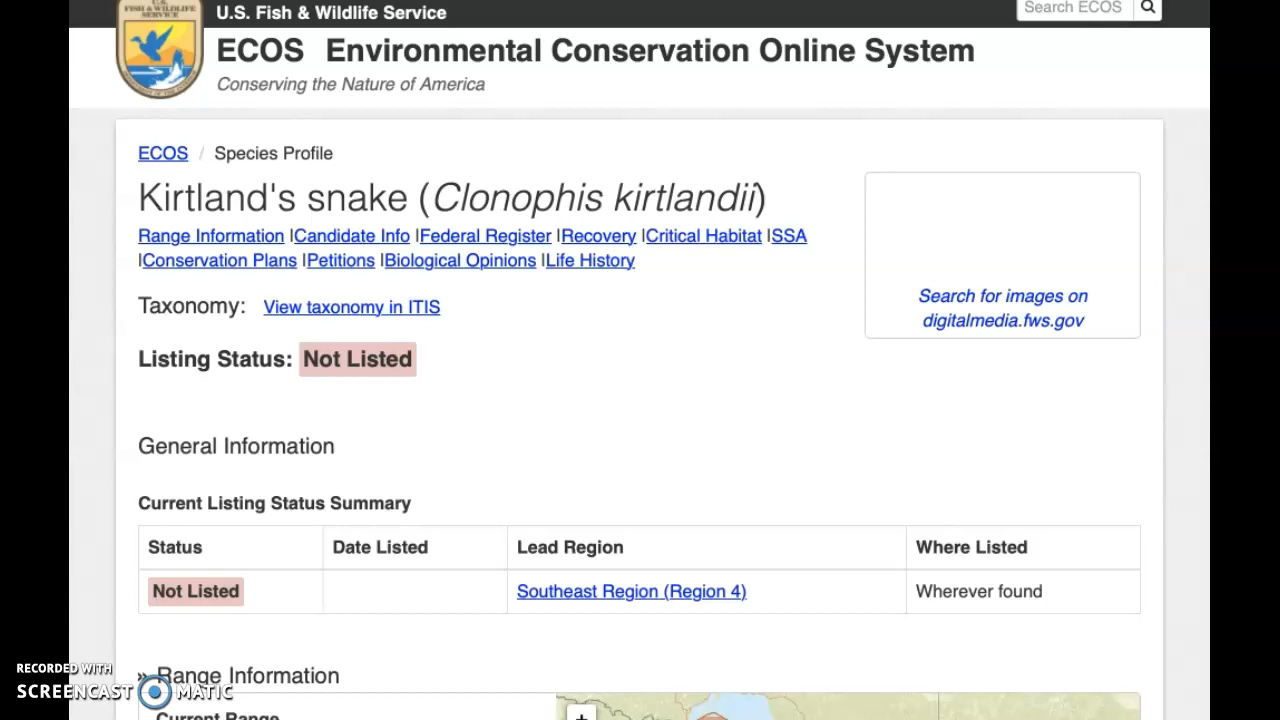 U.S. Fish & Wildlife Service
Search ECOS
U.S.
FISH & WILDLIFE
SERVICE
ECOS Environmental Conservation Online System
Conserving the Nature of America
ECOS / Species Profile
Kirtland's snake (Clonophis kirtlandii)
Range Information |Candidate Info |Federal Register |Recovery |Critical Habitat |SSA
|Conservation Plans |Petitions |Biological Opinions |Life History
Search for images on
digitalmedia.fws.gov
Taxonomy: View taxonomy in ITIS
Listing Status: Not Listed
General Information
Current Listing Status Summary
Status Date Listed Lead Region Where Listed
Not Listed Southeast Region (Region 4) Wherever found
» Range Information
Current Range
+
RECORDED WITH
SCREENCAST MATIC